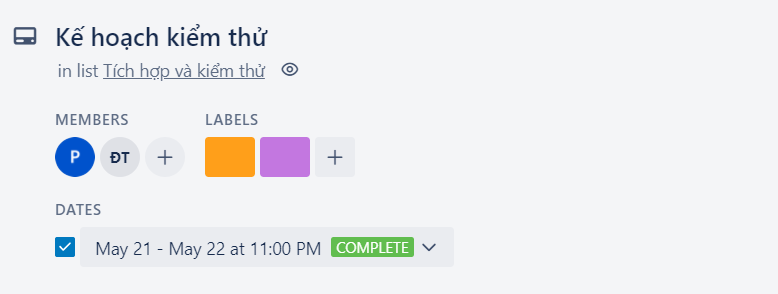 Kế hoạch kiểm thử
in list Tích hợp và kiểm thử
MEMBERS LABELS
P ĐT
DATES
May 21 - May 22 at 11:00 PM COMPLETE